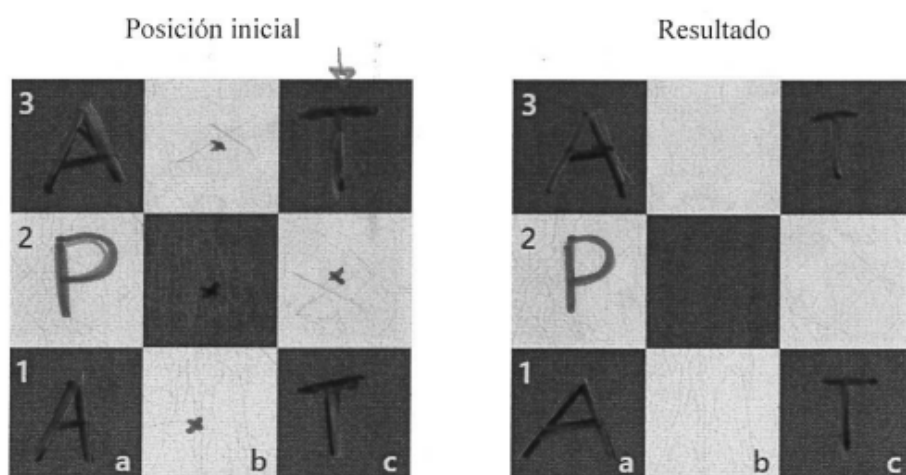 Posición inicial
Resultado
3 A T
2 P
1 A T
a b c
3 A T
2 P
1 A T
a b c